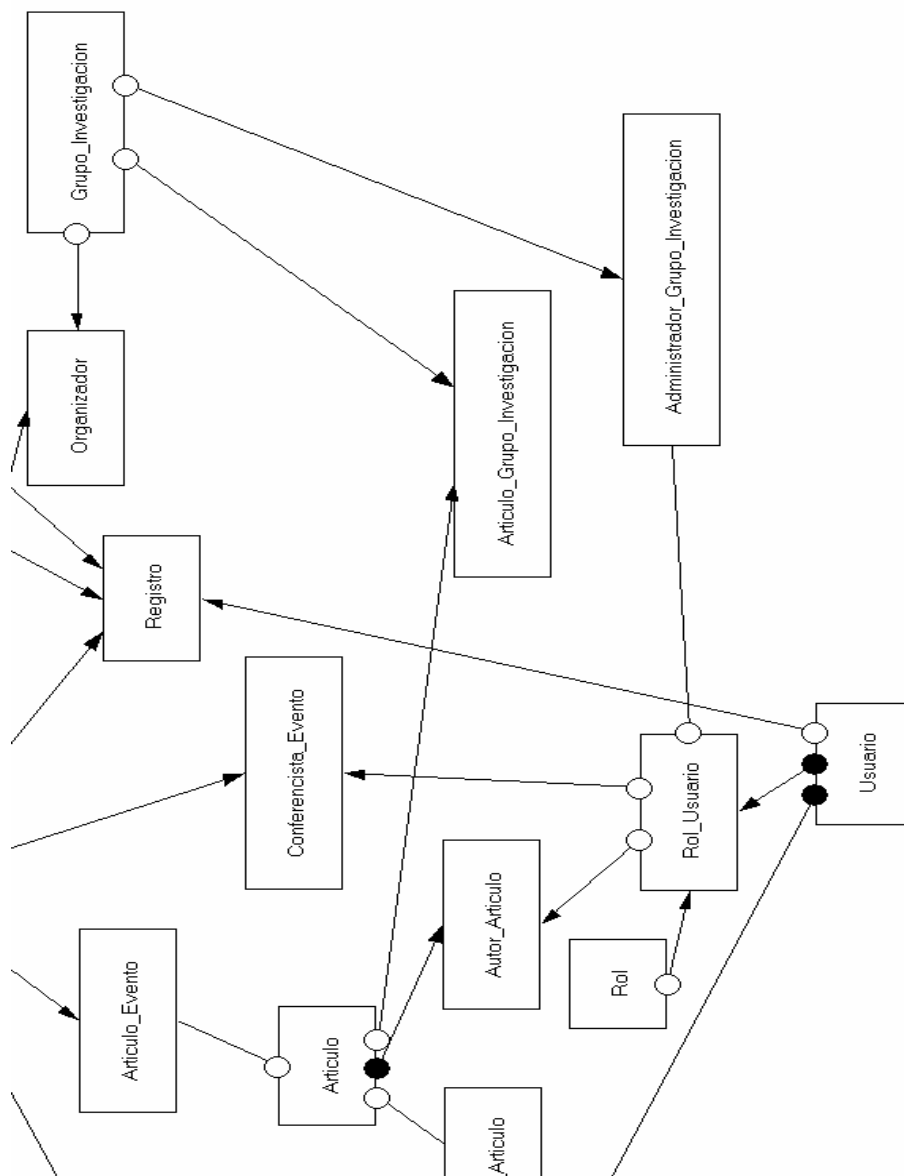 Grupo_Investigacion
Organizador
Registro
Conferencista_Evento
Articulo_Evento
Articulo
Articulo_Grupo_Investigacion
Autor_Articulo
Articulo
Administrador_Grupo_Investigacion
Rol_Usuario
Rol
Usuario